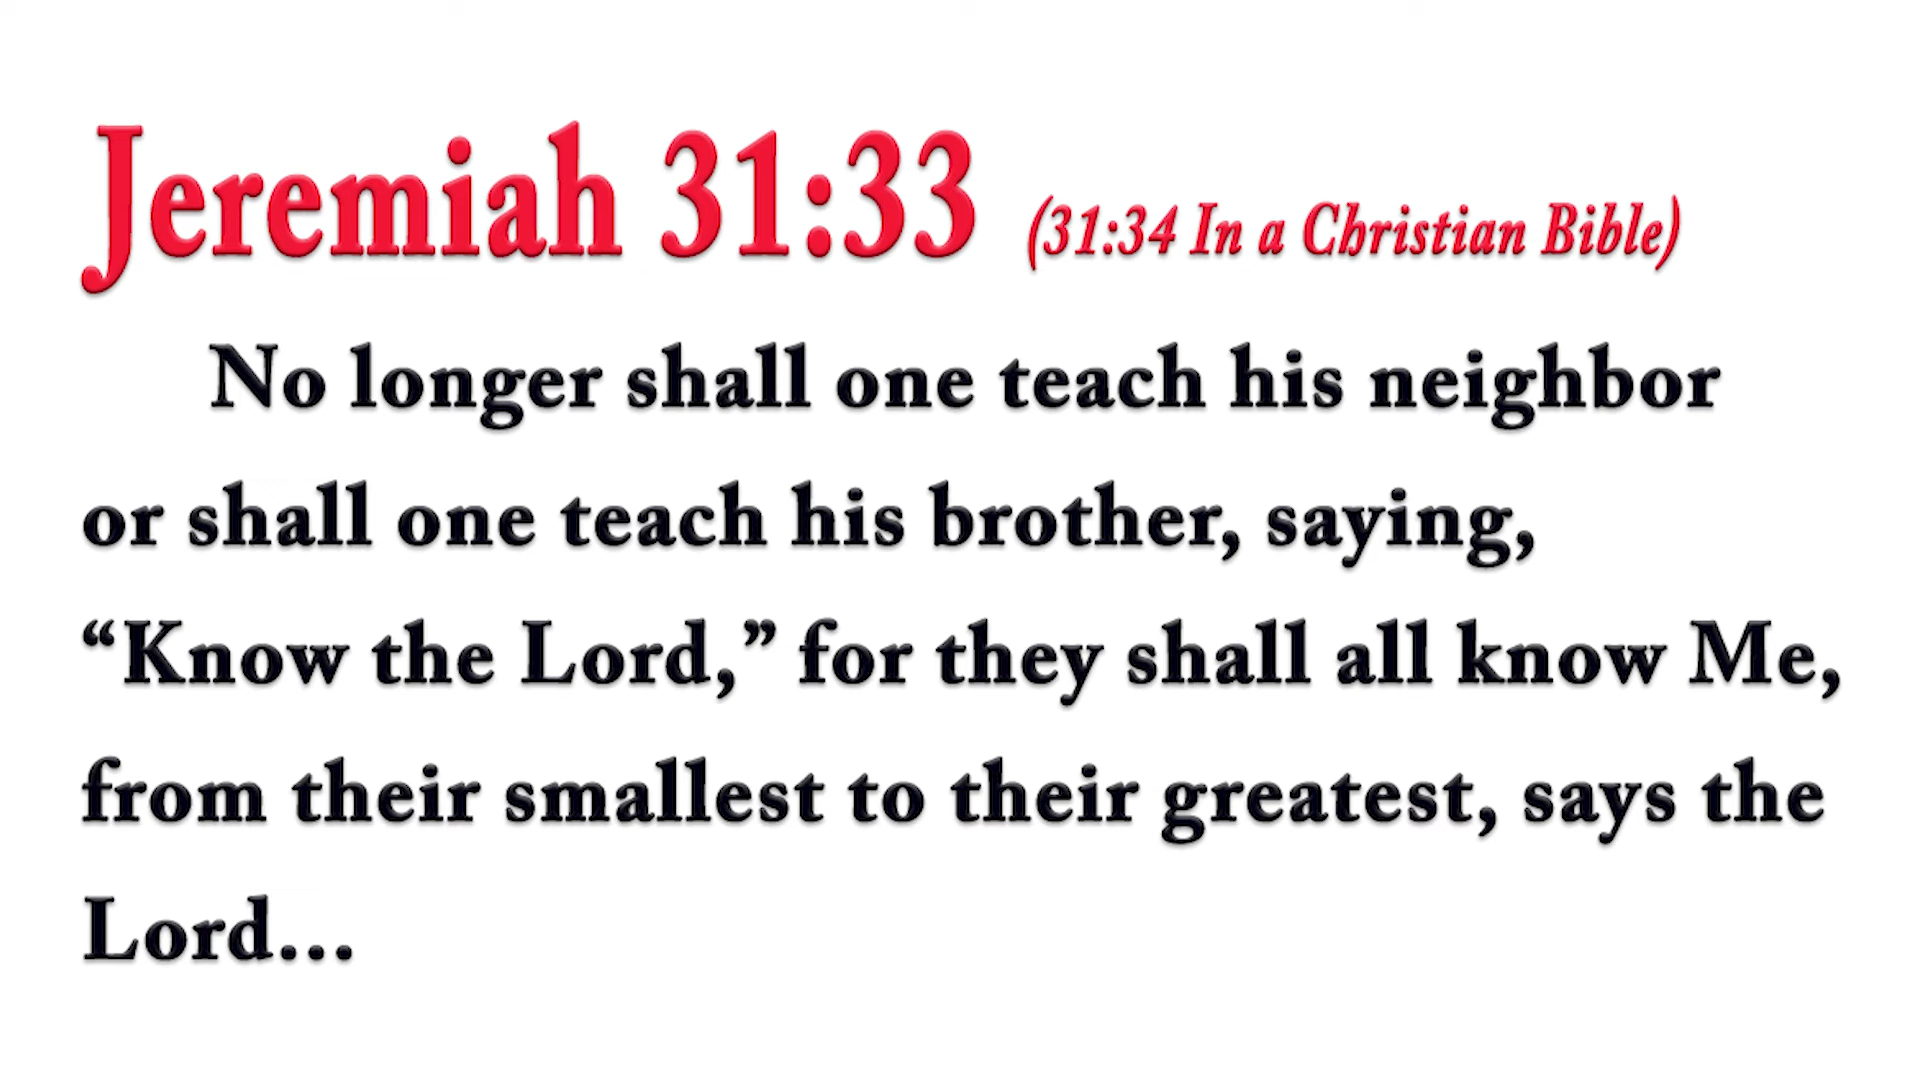 Jeremiah 31:33 (31:34 In a Christian Bible)
No longer shall one teach his neighbor
or shall one teach his brother, saying,
“Know the Lord,” for they shall all know Me,
from their smallest to their greatest, says the
Lord...